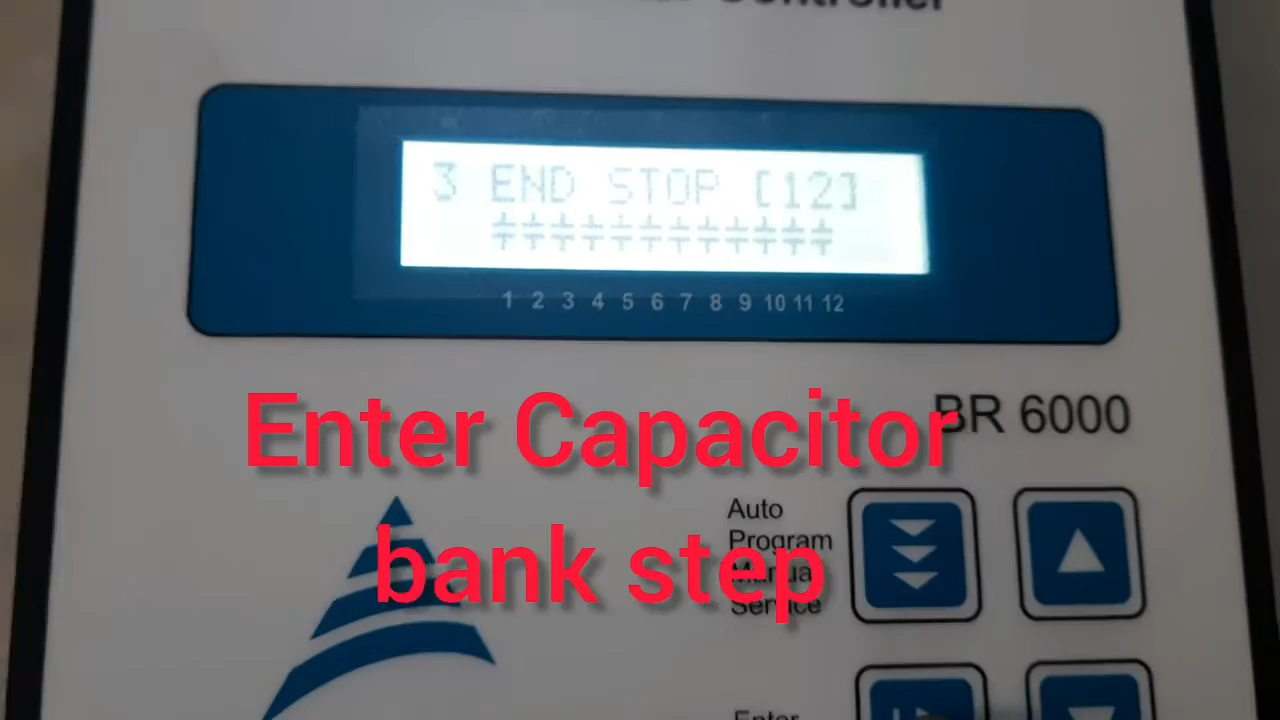 Controller
3 END STOP [12]
1 2 3 4 5 6 7 8 9 10 11 12
BR 6000
Enter Capacitor
bank step
Auto
Program
Manual
Service
Enter